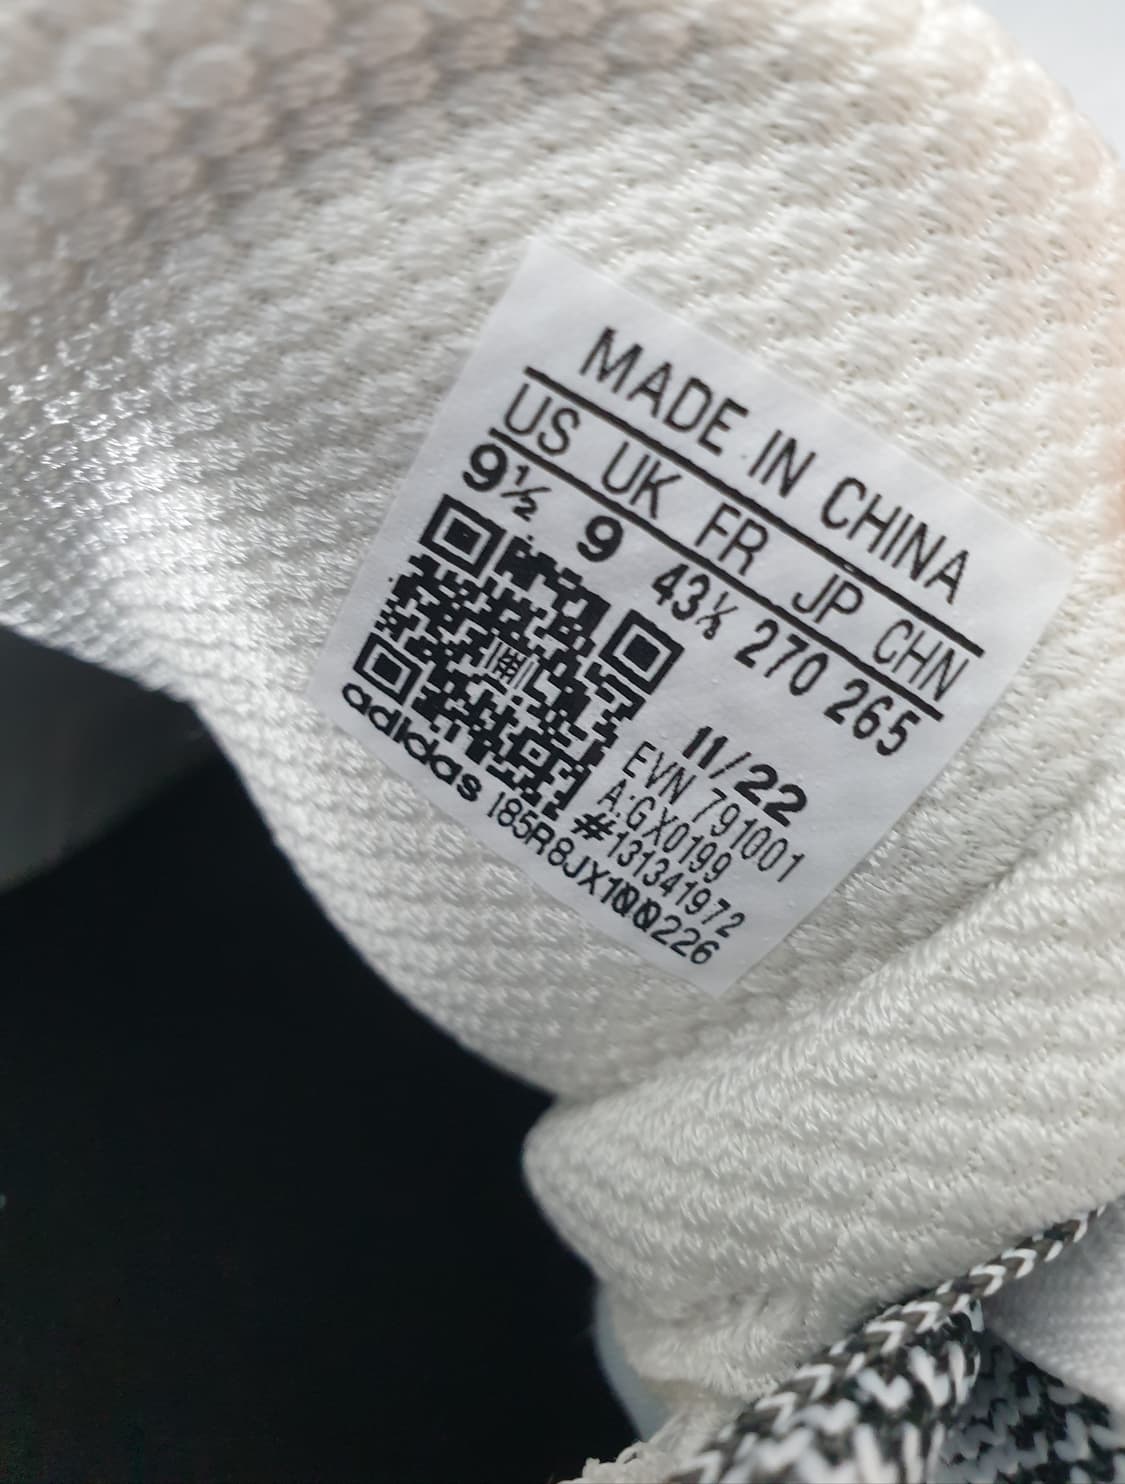 MADE IN CHINA
US UK FR JP CHN
9½ 9 43⅓ 270 265
11/22
EVN 791001
A:GX0199
#131341972
adidas I85R8JX1QQ226